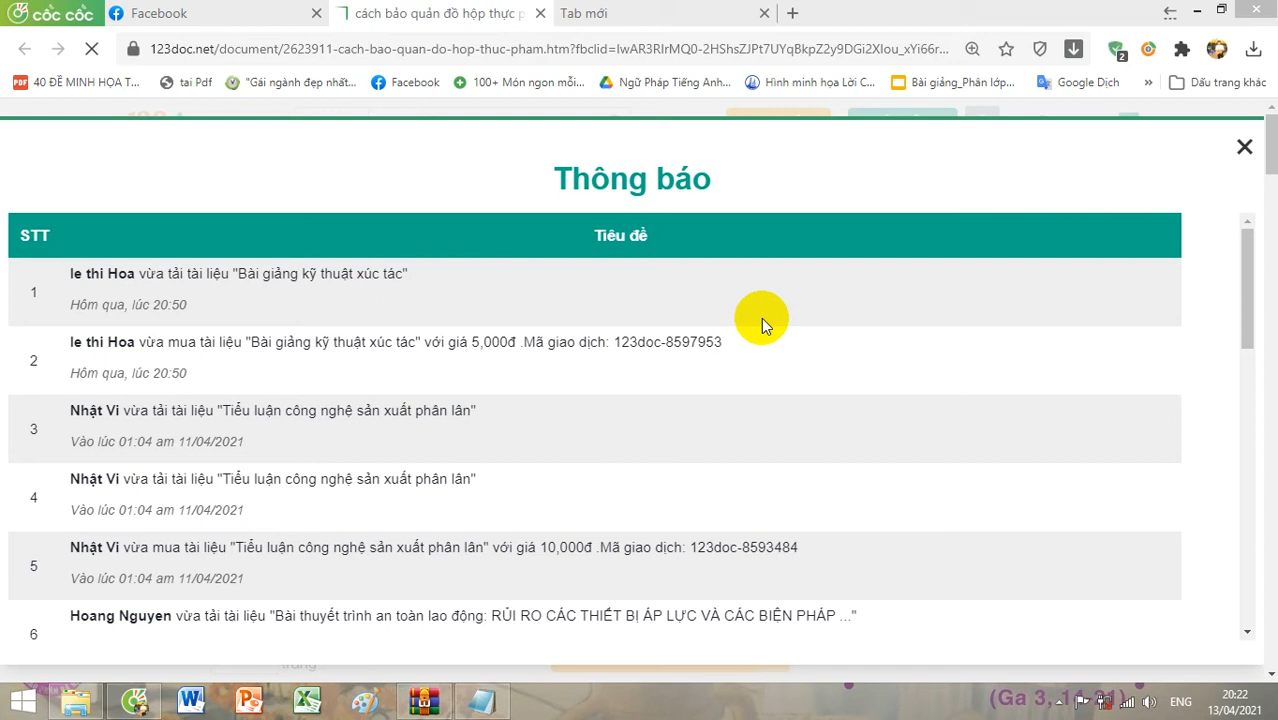 cốc cốc
Facebook
cách bảo quản đồ hộp thực p
Tab mới
123doc.net/document/2623911-cach-bao-quan-do-hop-thuc-pham.htm?fbclid=IwAR3RIrMQ0-2HShsZJPt7UYqBkpZ2y9DGi2XIou_xYi66r...
2
PDF
40 ĐỀ MINH HỌA T...
tai Pdf
"Gái ngành đẹp nhất...
Facebook
100+ Món ngon mỗi...
Ngữ Pháp Tiếng Anh...
Hình minh họa Lời C...
Bài giảng_Phân lớp...
Google Dịch
Dấu trang khác
Thông báo
STT
Tiêu đề
1
le thi Hoa vừa tải tài liệu "Bài giảng kỹ thuật xúc tác"
Hôm qua, lúc 20:50
2
le thi Hoa vừa mua tài liệu "Bài giảng kỹ thuật xúc tác" với giá 5,000đ .Mã giao dịch: 123doc-8597953
Hôm qua, lúc 20:50
3
Nhật Vi vừa tải tài liệu "Tiểu luận công nghệ sản xuất phân lân"
Vào lúc 01:04 am 11/04/2021
4
Nhật Vi vừa tải tài liệu "Tiểu luận công nghệ sản xuất phân lân"
Vào lúc 01:04 am 11/04/2021
5
Nhật Vi vừa mua tài liệu "Tiểu luận công nghệ sản xuất phân lân" với giá 10,000đ .Mã giao dịch: 123doc-8593484
Vào lúc 01:04 am 11/04/2021
6
Hoang Nguyen vừa tải tài liệu "Bài thuyết trình an toàn lao động: RỦI RO CÁC THIẾT BỊ ÁP LỰC VÀ CÁC BIỆN PHÁP ..."
trang
(Ga 3, 14-21)
ENG
20:22
13/04/2021